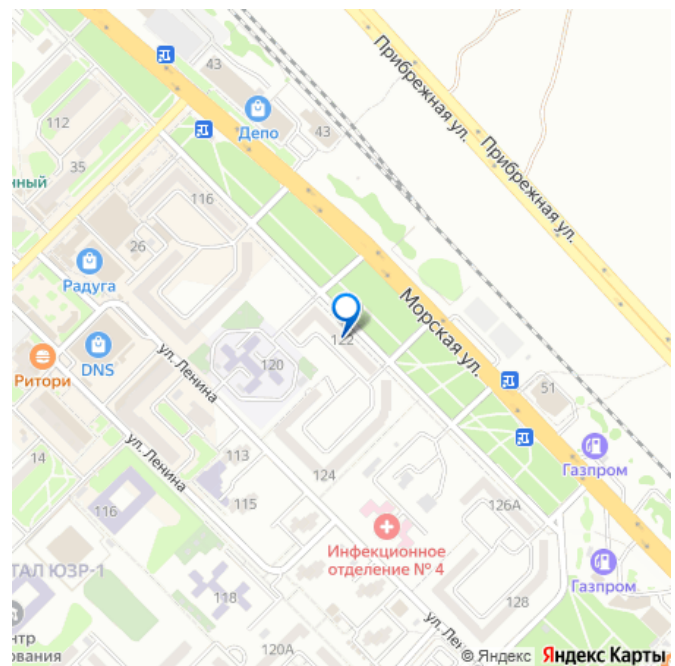 43
Прибрежная ул.
Депо
43
Прибрежная ул.
112
35
нный
116
26
Радуга
Морская ул.
122
120
ул. Ленина
DNS
Ритори
51
ул. Ленина
113
14
124
Газпром
115
116
126А
Инфекционное
отделение № 4
ТАЛ ЮЗР-1
Газпром
118
128
ул. Лен
нтр
ования
120А
© Яндекс Яндекс Карты